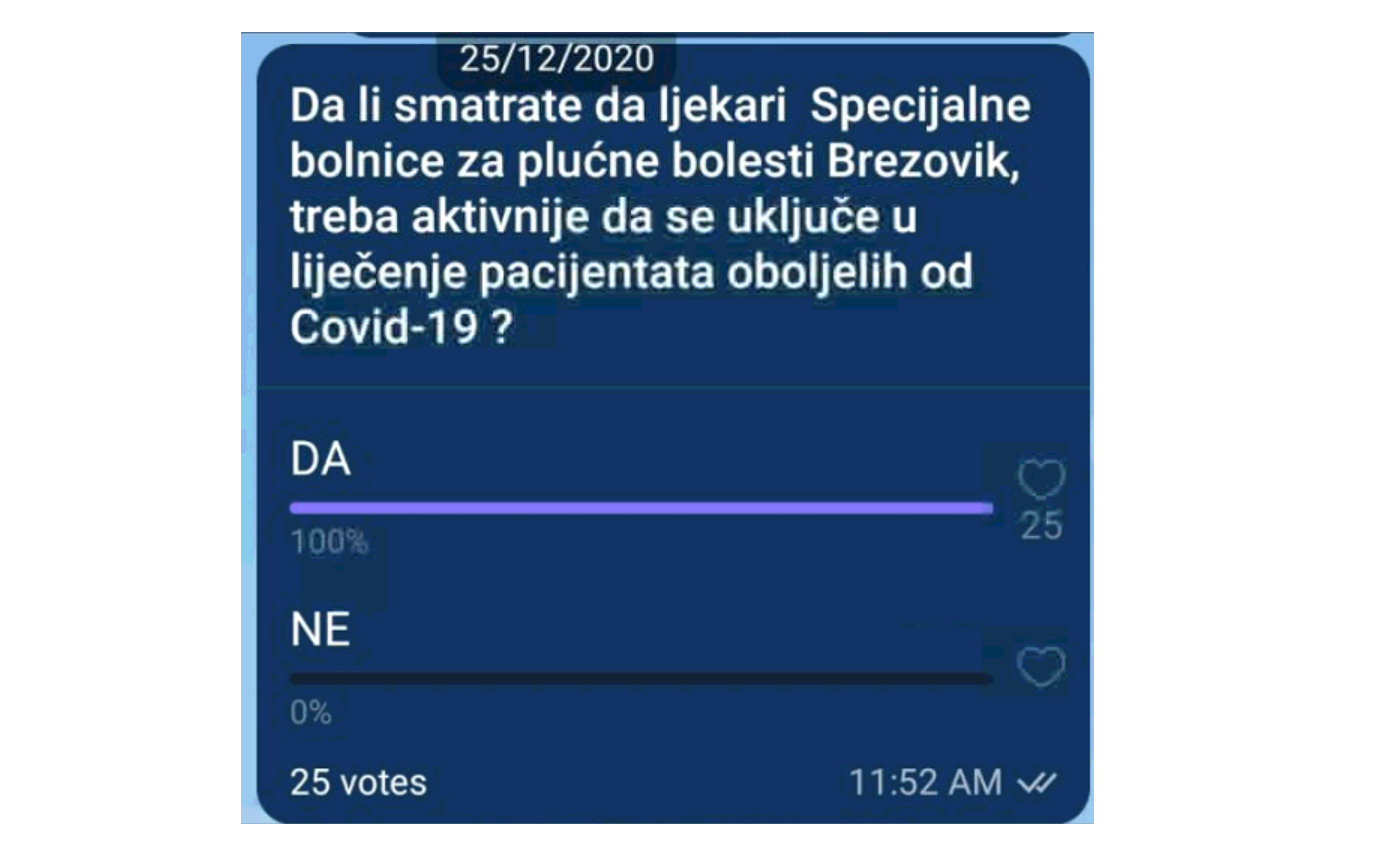 25/12/2020
Da li smatrate da ljekari  Specijalne
bolnice za plućne bolesti Brezovik,
treba aktivnije da se uključe u
liječenje pacijentata oboljelih od
Covid-19 ?
DA
25
100%
NE
0%
25 votes
11:52 AM